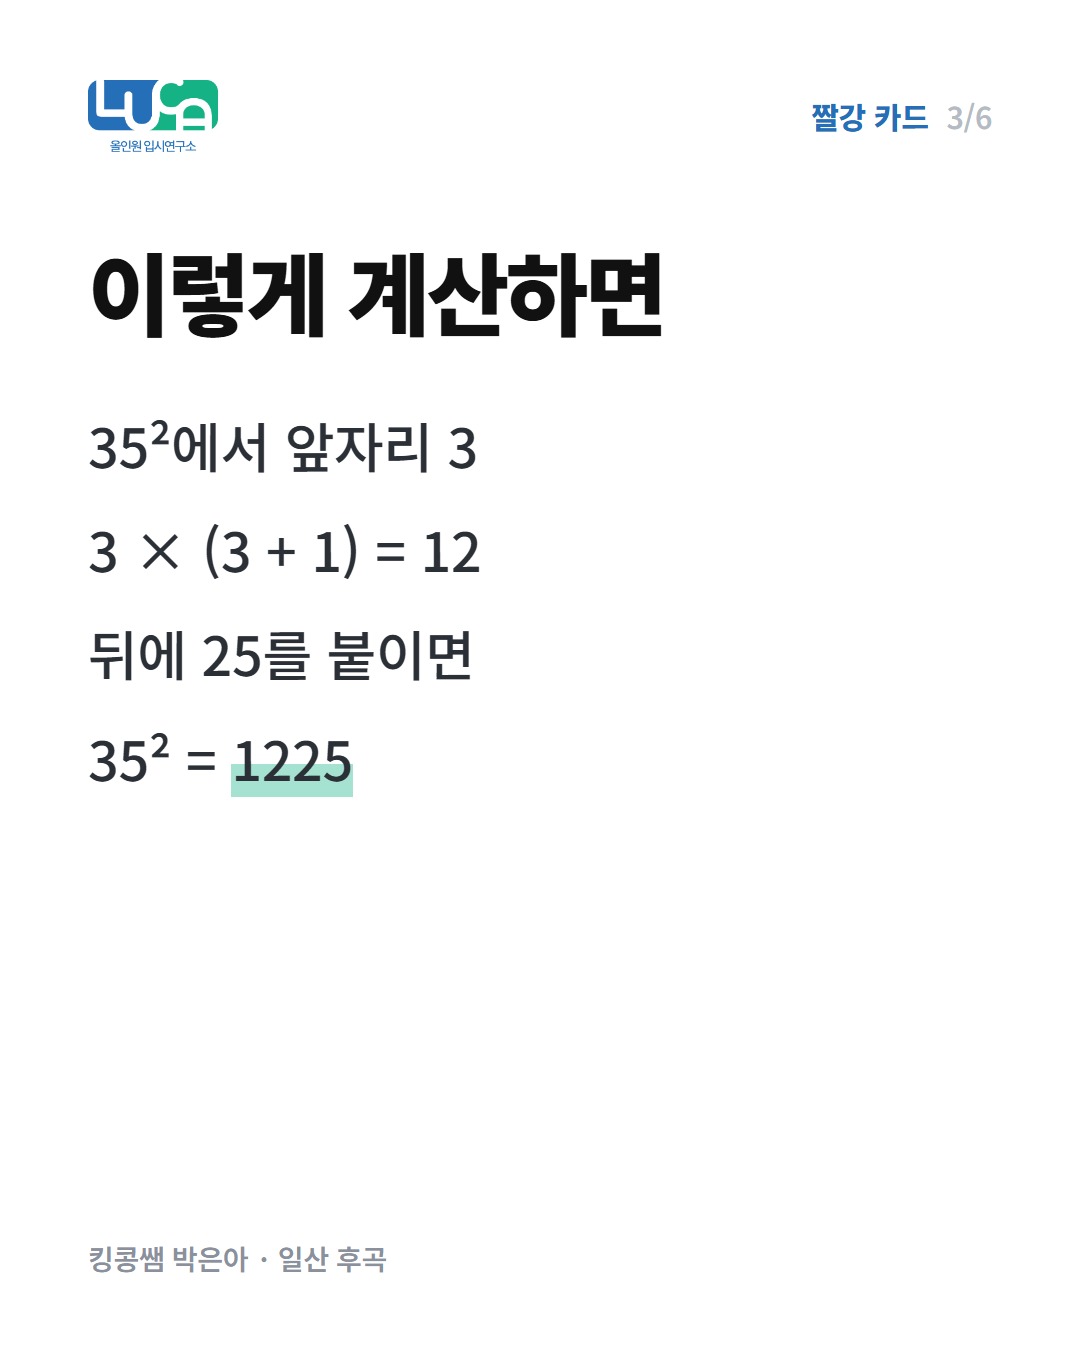 LUCA
올인원 입시연구소
짤강 카드 3/6
이렇게 계산하면
35²에서 앞자리 3
3 × (3 + 1) = 12
뒤에 25를 붙이면
35² = 1225
킹콩쌤 박은아 · 일산 후곡